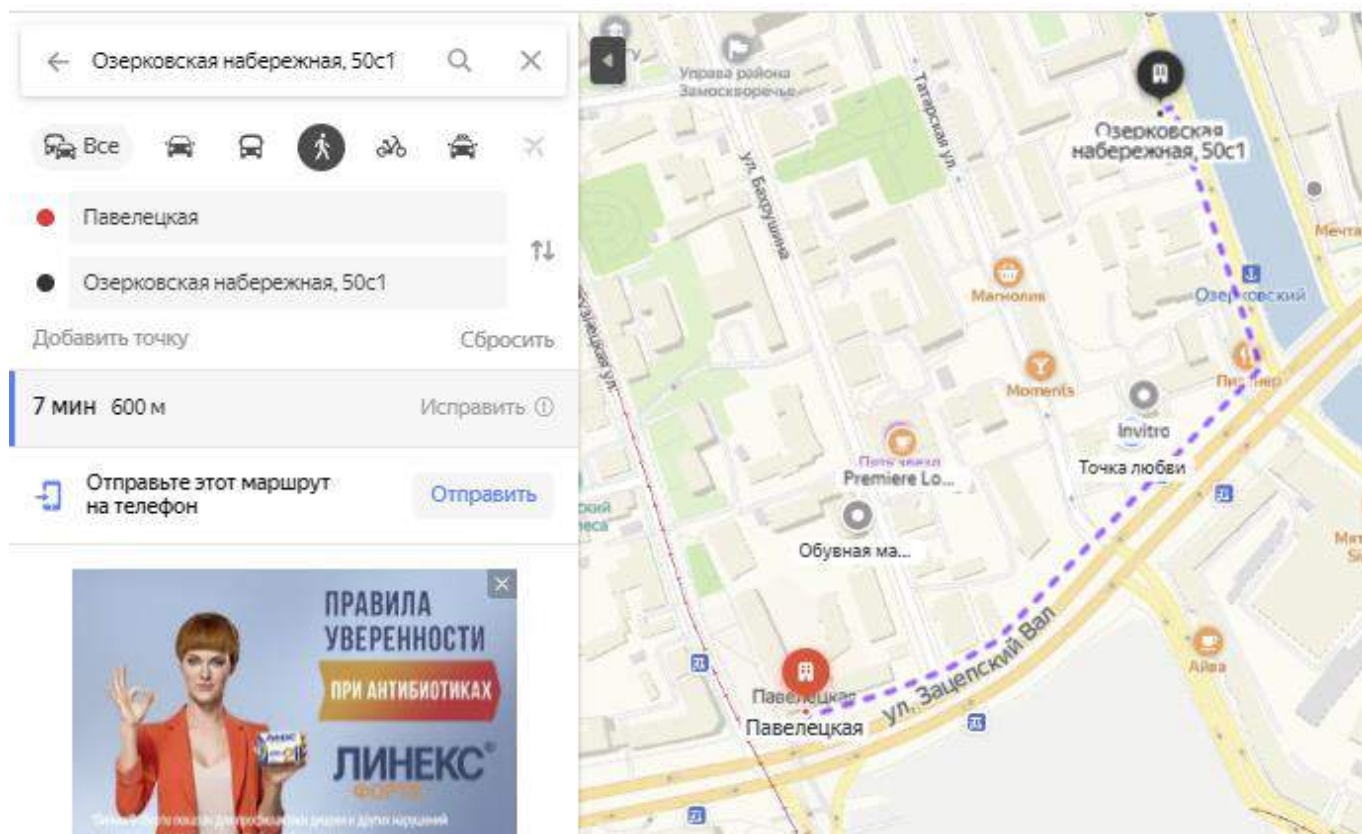 Озерковская набережная, 50с1
Все
Павелецкая
Озерковская набережная, 50с1
Добавить точку
Сбросить
7 мин 600 м
Исправить
Отправьте этот маршрут
на телефон
Отправить
ПРАВИЛА
УВЕРЕННОСТИ
ПРИ АНТИБИОТИКАХ
ЛИНЕКС®
ФОРТЕ
Управа района
Замоскворечье
Татарская ул.
ул. Бахрушина
Озерковская
набережная, 50с1
Мечта
Магнолия
Озерковский
Moments
Invitro
Точка любви
Premiere Lo...
Обувная ма...
ул. Зацепский Вал
Айва
Павелецкая
Павелецкая